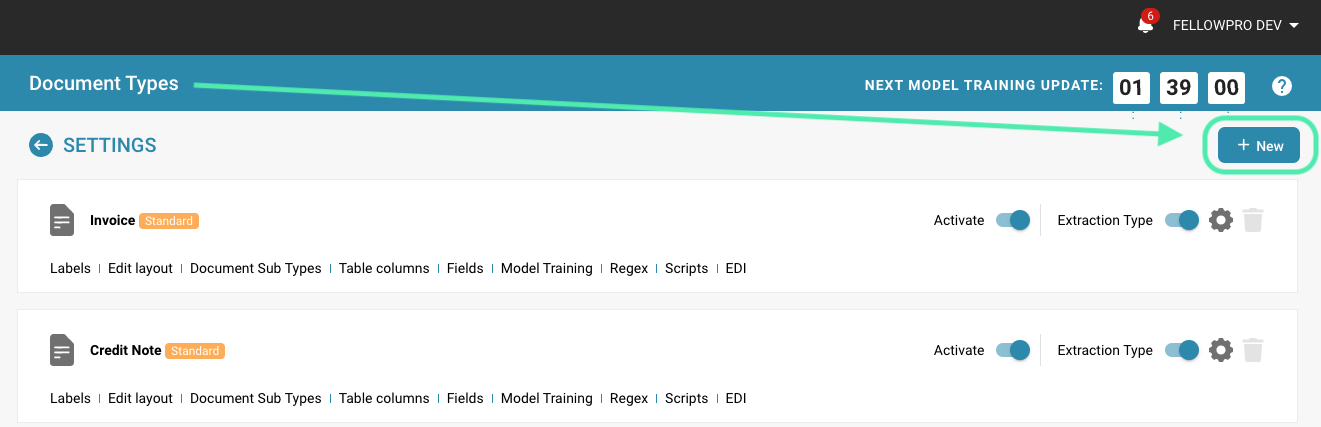 6
FELLOWPRO DEV
Document Types
NEXT MODEL TRAINING UPDATE: 01 39 00 ?
SETTINGS
+ New
Invoice Standard
Activate Extraction Type
Labels Edit layout Document Sub Types Table columns Fields Model Training Regex Scripts EDI
Credit Note Standard
Activate Extraction Type
Labels Edit layout Document Sub Types Table columns Fields Model Training Regex Scripts EDI